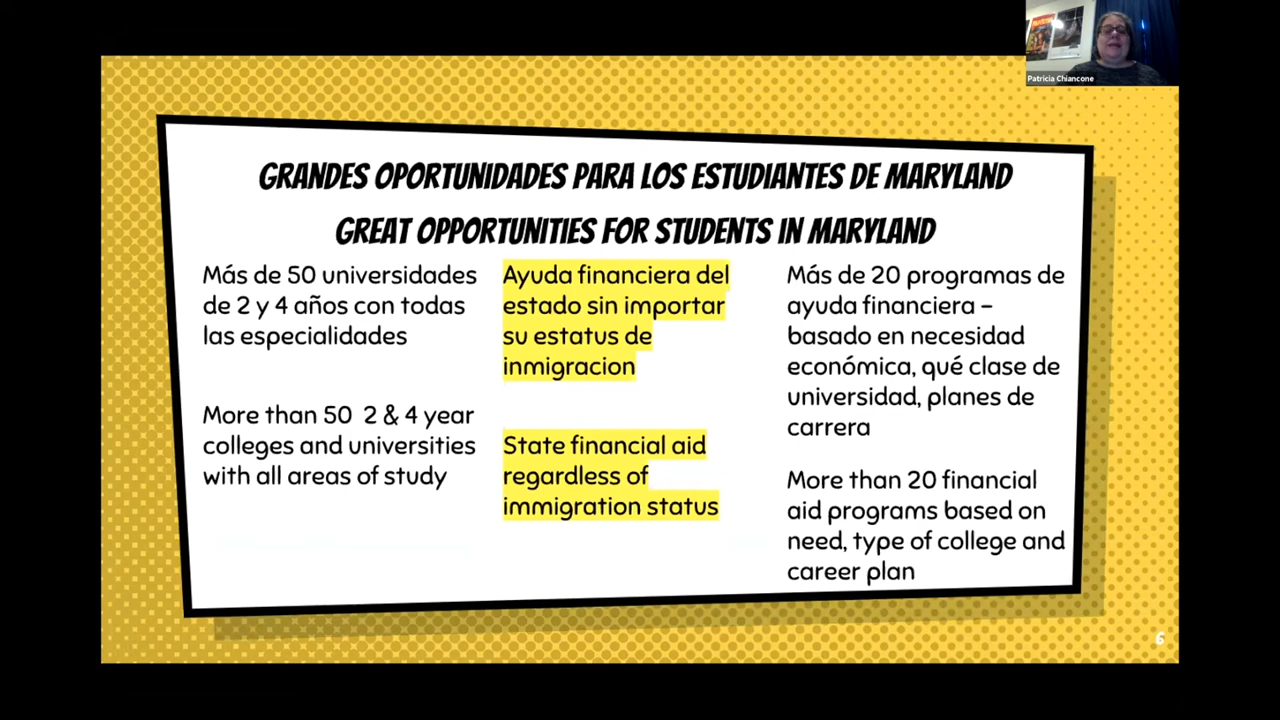 Patricia Chiancone
GRANDES OPORTUNIDADES PARA LOS ESTUDIANTES DE MARYLAND
GREAT OPPORTUNITIES FOR STUDENTS IN MARYLAND
Más de 50 universidades
de 2 y 4 años con todas
las especialidades
More than 50 2 & 4 year
colleges and universities
with all areas of study
Ayuda financiera del
estado sin importar
su estatus de
inmigracion
State financial aid
regardless of
immigration status
Más de 20 programas de
ayuda financiera –
basado en necesidad
económica, qué clase de
universidad, planes de
carrera
More than 20 financial
aid programs based on
need, type of college and
career plan
6